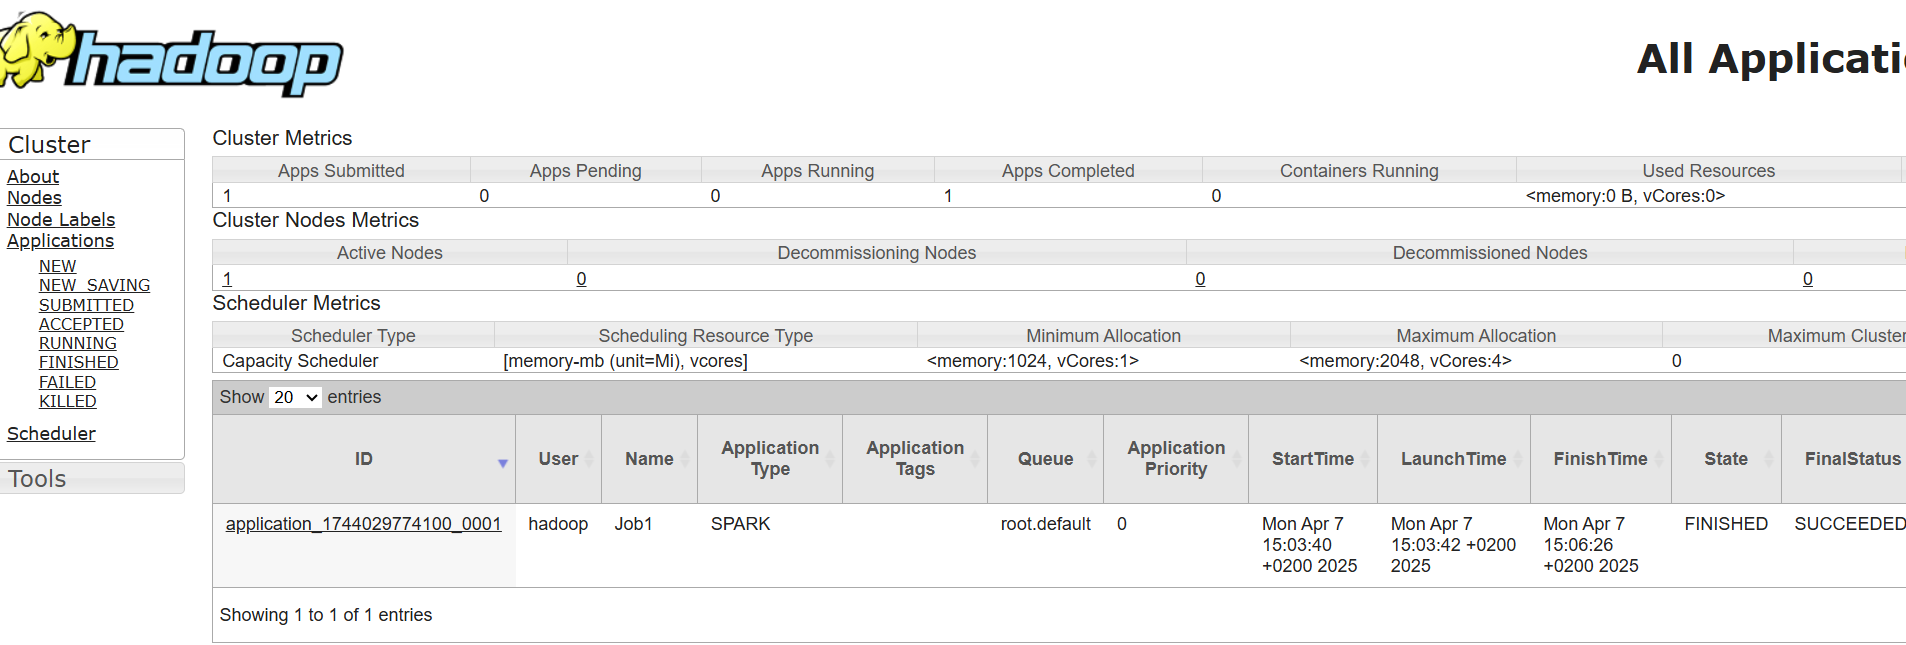 hadoop
All Applicati
Cluster
About
Nodes
Node Labels
Applications
NEW
NEW_SAVING
SUBMITTED
ACCEPTED
RUNNING
FINISHED
FAILED
KILLED
Scheduler
Tools
Cluster Metrics
Apps Submitted Apps Pending Apps Running Apps Completed Containers Running Used Resources
1 0 0 1 0 <memory:0 B, vCores:0>
Cluster Nodes Metrics
Active Nodes Decommissioning Nodes Decommissioned Nodes
1 0 0 0
Scheduler Metrics
Scheduler Type Scheduling Resource Type Minimum Allocation Maximum Allocation Maximum Cluster
Capacity Scheduler [memory-mb (unit=Mi), vcores] <memory:1024, vCores:1> <memory:2048, vCores:4> 0
Show 20 entries
ID User Name Application Type Application Tags Queue Application Priority StartTime LaunchTime FinishTime State FinalStatus
application_1744029774100_0001 hadoop Job1 SPARK root.default 0 Mon Apr 7 15:03:40 +0200 2025 Mon Apr 7 15:03:42 +0200 2025 Mon Apr 7 15:06:26 +0200 2025 FINISHED SUCCEEDED
Showing 1 to 1 of 1 entries